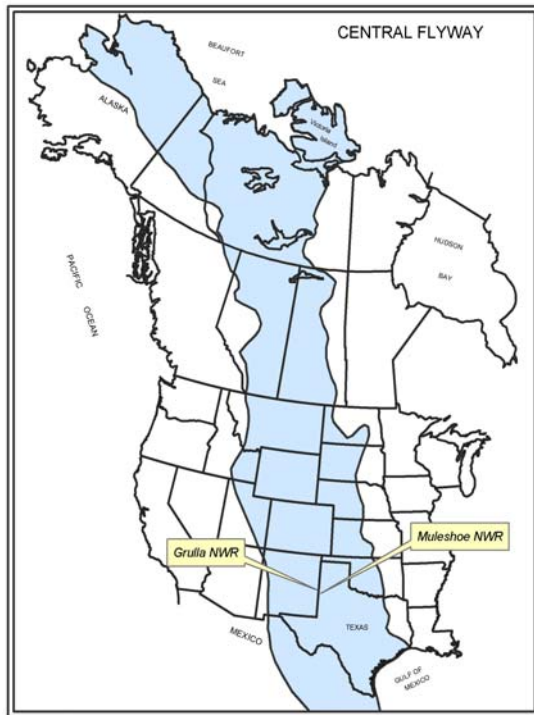 CENTRAL FLYWAY
BEAUFORT
SEA
ALASKA
Victoria
Island
HUDSON
BAY
PACIFIC
OCEAN
Grulla NWR
Muleshoe NWR
MEXICO
TEXAS
GULF OF
MEXICO